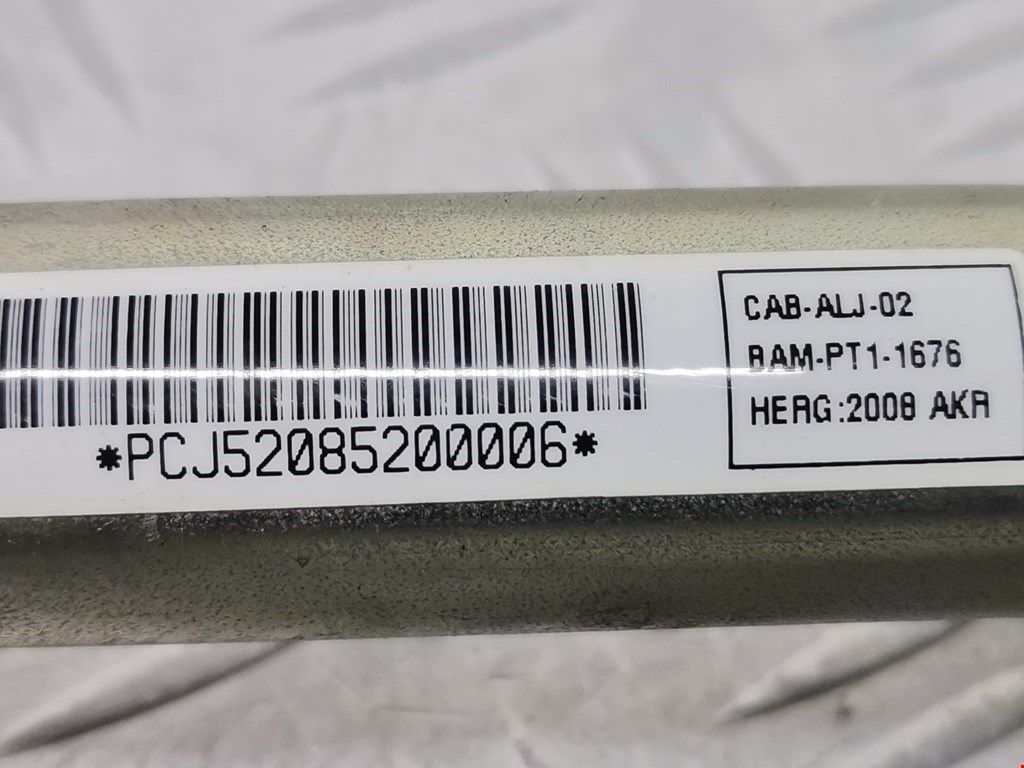 *PCJ52085200006*
CAB-ALJ-02
BAM-PT1-1676
HERG:2008 AKR